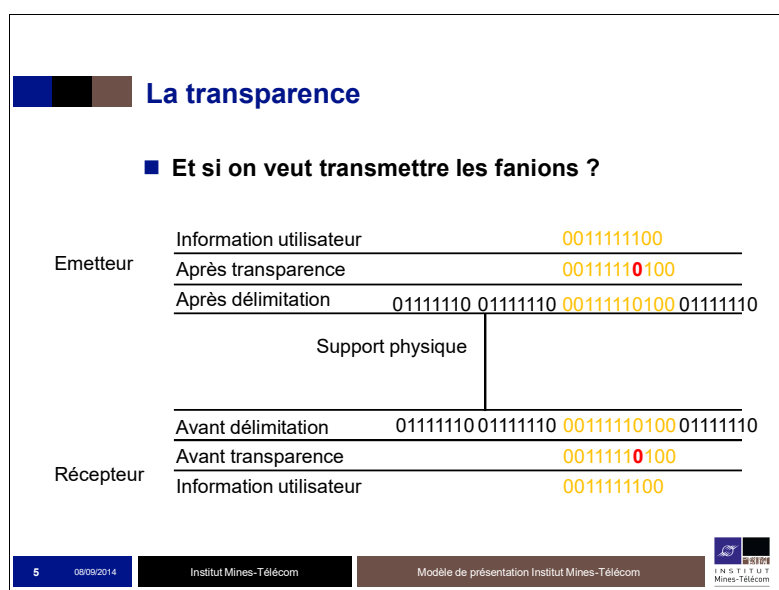 La transparence
Et si on veut transmettre les fanions ?
Information utilisateur 0011111100
Emetteur
Après transparence 00111110100
Après délimitation 01111110 01111110 00111110100 01111110
Support physique
Avant délimitation 01111110 01111110 00111110100 01111110
Avant transparence 00111110100
Récepteur
Information utilisateur 0011111100
5 08/09/2014 Institut Mines-Télécom Modèle de présentation Institut Mines-Télécom
INSTITUT
Mines-Télécom